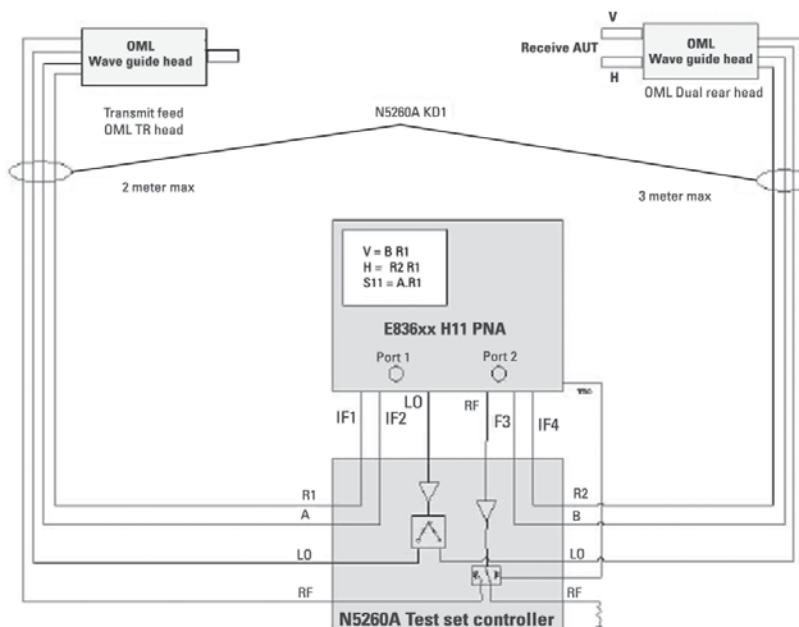 OML
Wave guide head
Transmit feed
OML TR head
2 meter max
N5260A KD1
V
Receive AUT
H
OML
Wave guide head
OML Dual rear head
3 meter max
V = B R1
H = R2 R1
S11 = A.R1
E836xx H11 PNA
Port 1
Port 2
IF1
IF2
LO
RF
F3
IF4
R1
A
LO
RF
R2
B
LO
RF
N5260A Test set controller